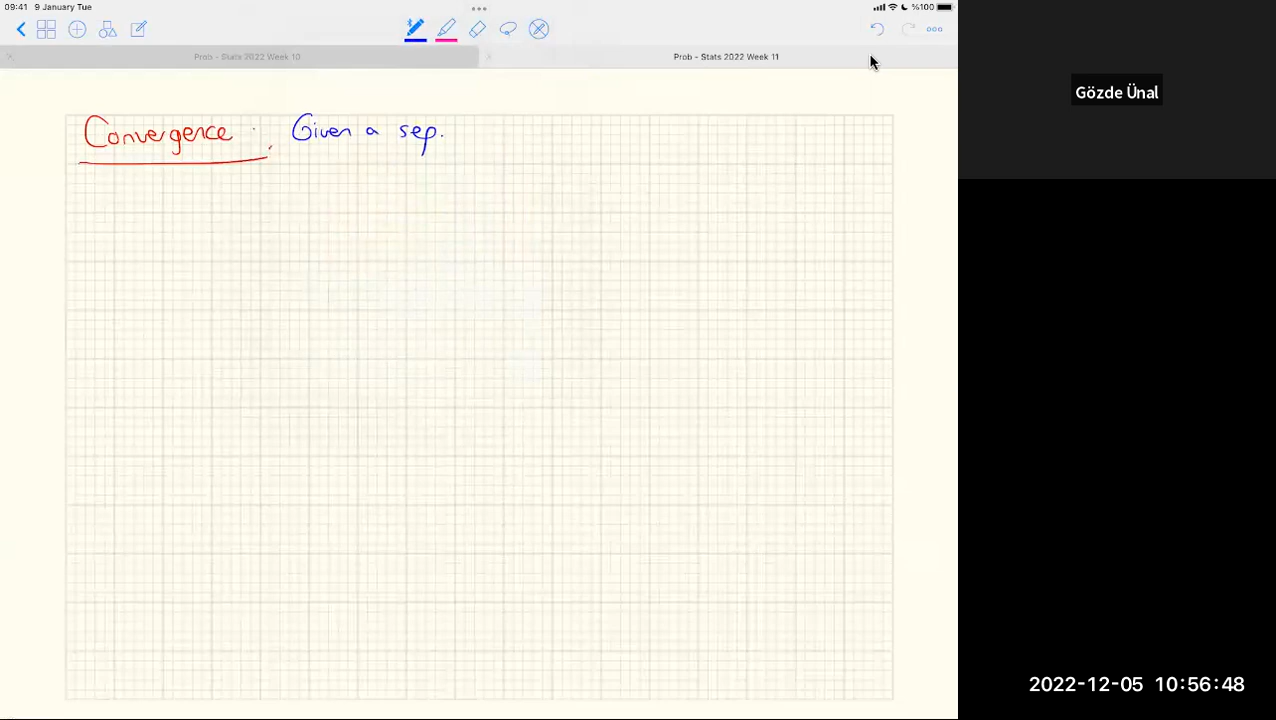 09:41 9 January Tue
%100
Prob - Stats 2022 Week 10
Prob - Stats 2022 Week 11
Gözde Ünal
Convergence : Given a seq.
2022-12-05 10:56:48